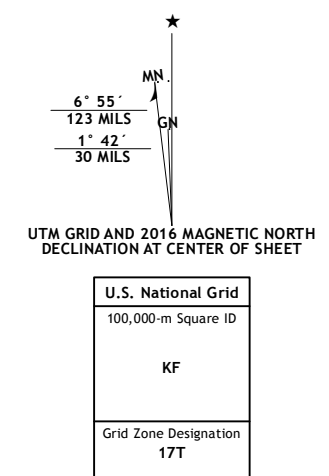 ★
MN
6° 55´
123 MILS
GN
1° 42´
30 MILS
UTM GRID AND 2016 MAGNETIC NORTH
DECLINATION AT CENTER OF SHEET
U.S. National Grid
100,000-m Square ID
KF
Grid Zone Designation
17T